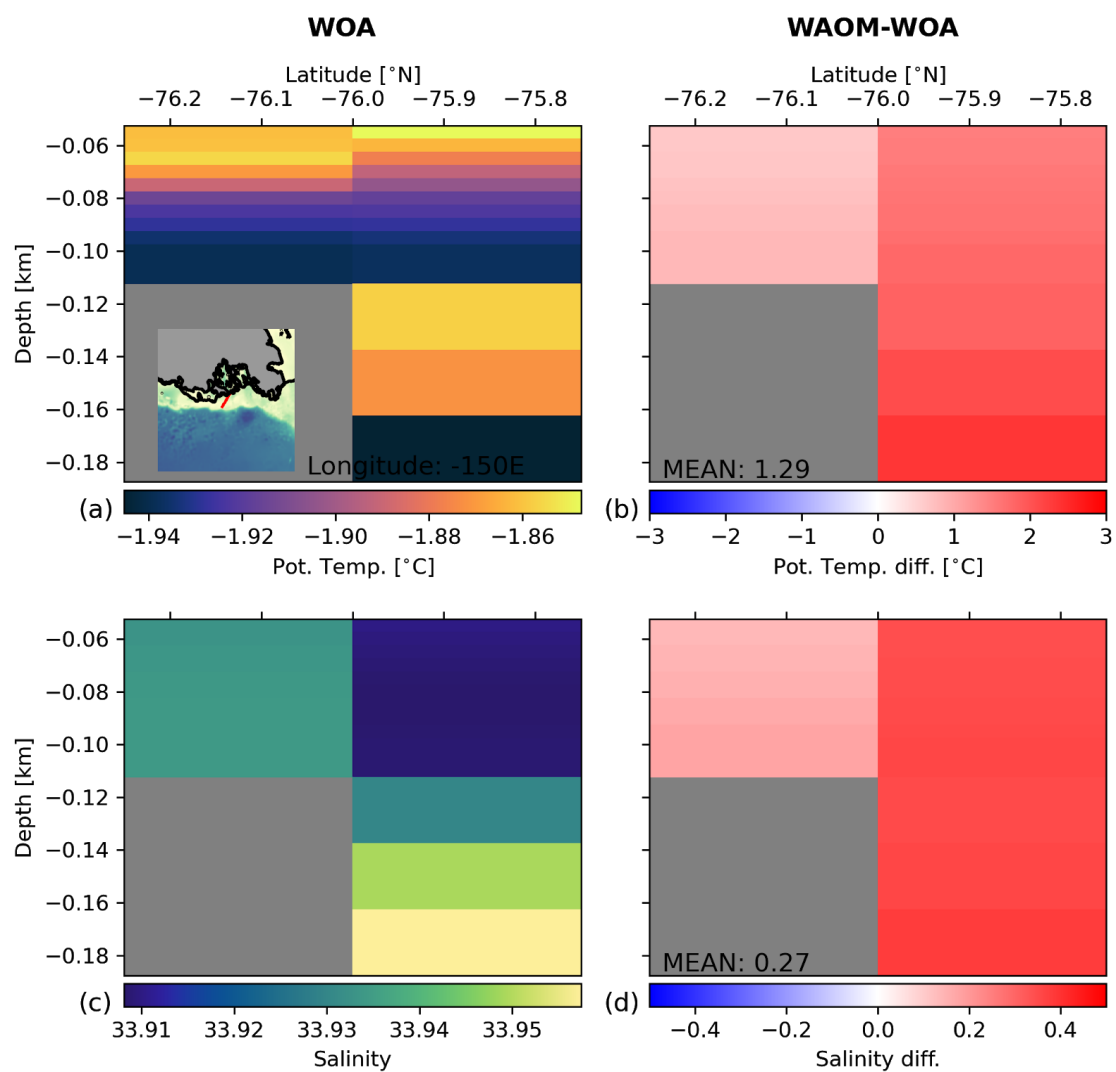 WOA
WAOM-WOA
Latitude [°N]
Latitude [°N]
−76.2 −76.1 −76.0 −75.9 −75.8
−76.2 −76.1 −76.0 −75.9 −75.8
Depth [km]
−0.06
−0.08
−0.10
−0.12
−0.14
−0.16
−0.18
Longitude: -150E
MEAN: 1.29
(a)
−1.94 −1.92 −1.90 −1.88 −1.86
Pot. Temp. [°C]
(b)
−3 −2 −1 0 1 2 3
Pot. Temp. diff. [°C]
Depth [km]
−0.06
−0.08
−0.10
−0.12
−0.14
−0.16
−0.18
MEAN: 0.27
(c)
33.91 33.92 33.93 33.94 33.95
Salinity
(d)
−0.4 −0.2 0.0 0.2 0.4
Salinity diff.